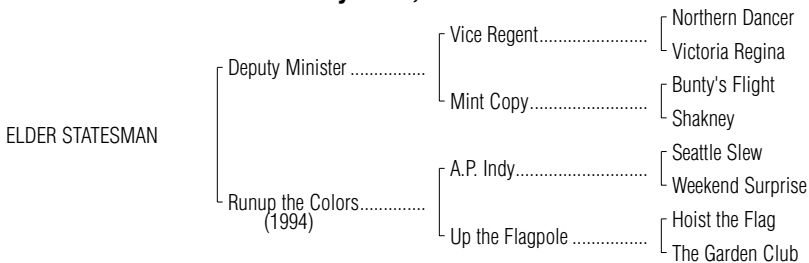 Northern Dancer
Vice Regent......................
Victoria Regina
Deputy Minister ................
Bunty's Flight
Mint Copy.........................
Shakney
ELDER STATESMAN
Seattle Slew
A.P. Indy..........................
Weekend Surprise
Runup the Colors..............
(1994)
Hoist the Flag
Up the Flagpole ................
The Garden Club